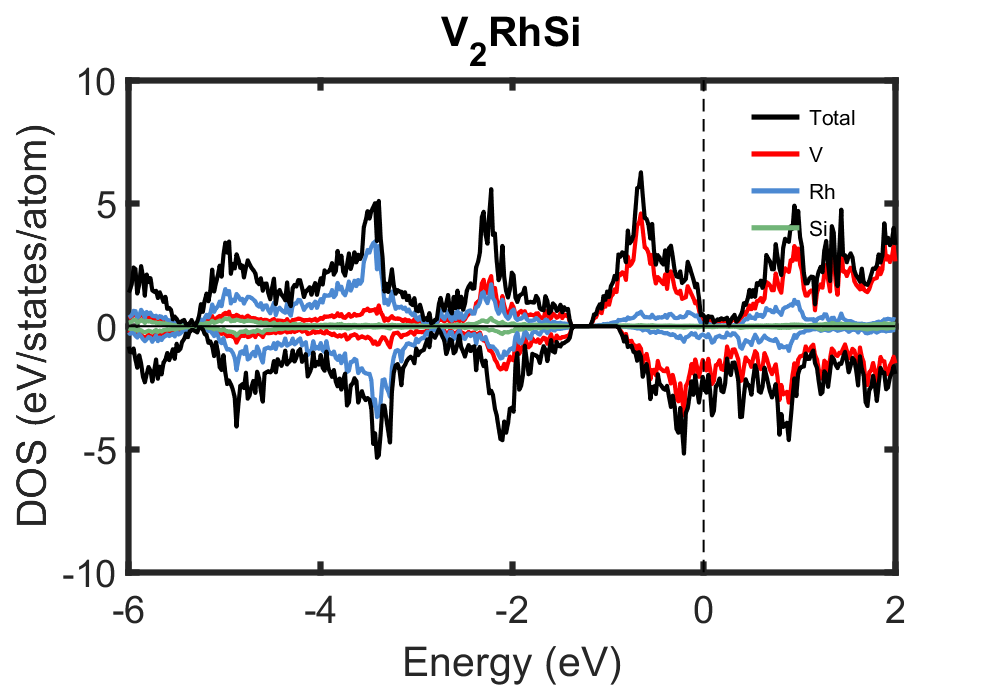 V2RhSi
10
5
0
-5
-10
DOS (eV/states/atom)
Total
V
Rh
Si
-6
-4
-2
0
2
Energy (eV)